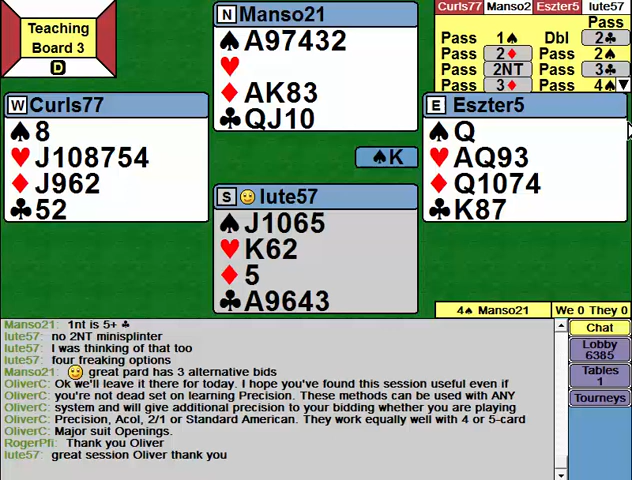 Teaching
Board 3
D
N Manso21
♠A97432
♥
♦AK83
♣QJ10
Curls77 Manso2 Eszter5 lute57
Pass
Pass 1♠ Dbl 2♣
Pass 2♦ Pass 2♠
Pass 2NT Pass 3♣
Pass 3♦ Pass 4♠
W Curls77
♠8
♥J108754
♦J962
♣52
♠K
E Eszter5
♠Q
♥AQ93
♦Q1074
♣K87
S lute57
♠J1065
♥K62
♦5
♣A9643
4♠ Manso21 We 0 They 0
Manso21: 1nt is 5+ ♣
lute57: no 2NT minisplinter
lute57: I was thinking of that too
lute57: four freaking options
Manso21: great pard has 3 alternative bids
OliverC: Ok we'll leave it there for today. I hope you've found this session useful even if
OliverC: you're not dead set on learning Precision. These methods can be used with ANY
OliverC: system and will give additional precision to your bidding whether you are playing
OliverC: Precision, Acol, 2/1 or Standard American. They work equally well with 4 or 5-card
OliverC: Major suit Openings.
RogerPfi: Thank you Oliver
lute57: great session Oliver thank you
Chat
Lobby
6385
Tables
1
Tourneys